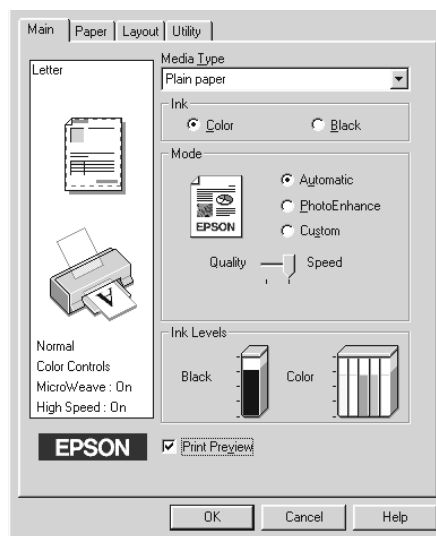 Main Paper Layout Utility
Letter
Media Type
Plain paper
Ink
Color Black
Mode
EPSON
Automatic
PhotoEnhance
Custom
Quality Speed
A
Normal
Color Controls
MicroWeave : On
High Speed : On
Ink Levels
Black Color
EPSON
Print Preview
OK Cancel Help